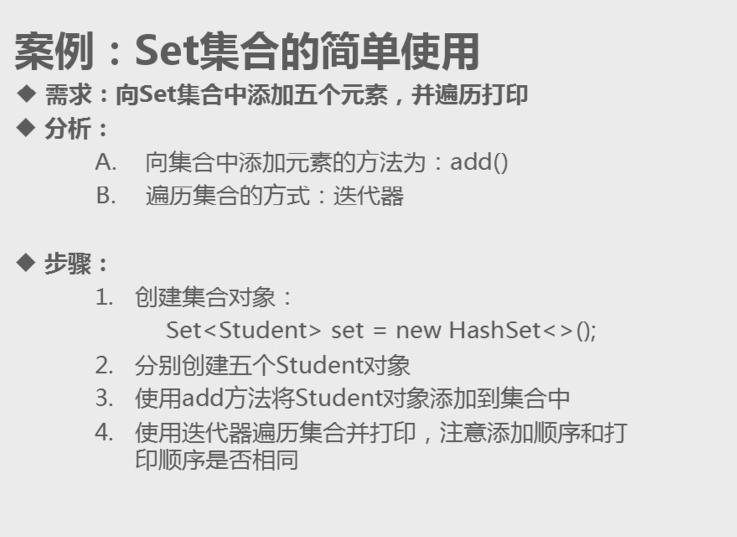 案例：Set集合的简单使用
◆ 需求：向Set集合中添加五个元素，并遍历打印
◆ 分析：
A. 向集合中添加元素的方法为：add()
B. 遍历集合的方式：迭代器
◆ 步骤：
1. 创建集合对象：
Set<Student> set = new HashSet<>();
2. 分别创建五个Student对象
3. 使用add方法将Student对象添加到集合中
4. 使用迭代器遍历集合并打印，注意添加顺序和打
印顺序是否相同